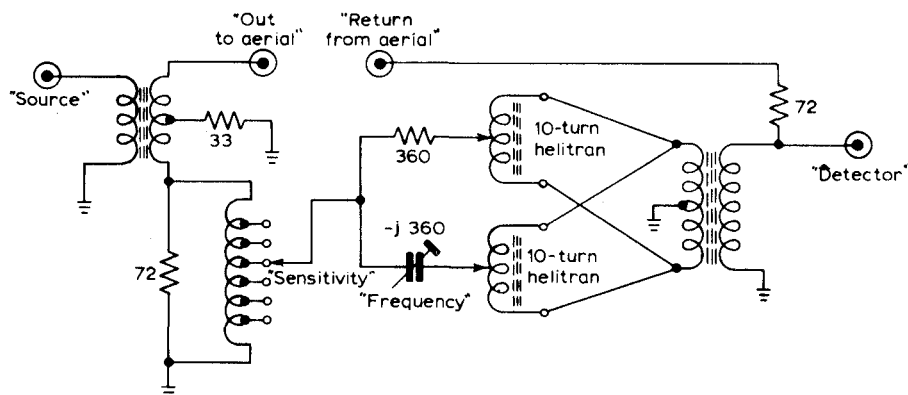 "Out
to aerial"
"Return
from aerial"
"Source"
33
72
"Sensitivity"
360
-j 360
"Frequency"
10-turn
helitran
10-turn
helitran
72
"Detector"